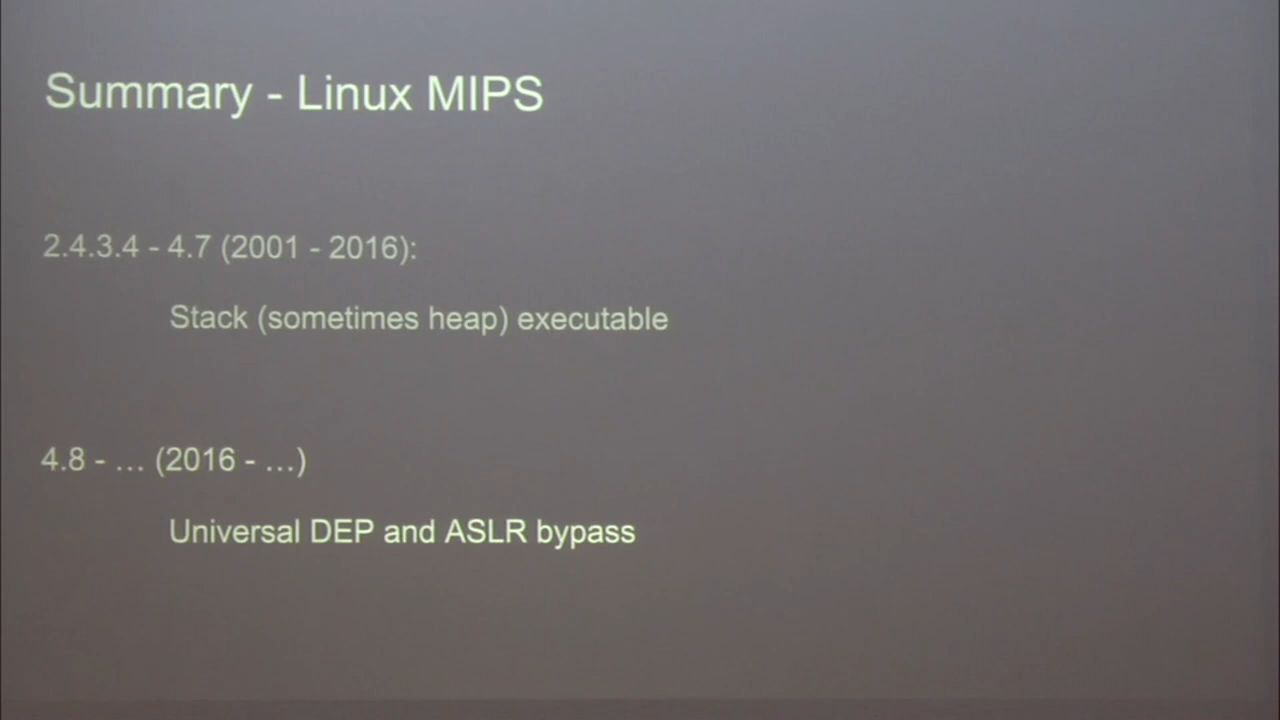 Summary - Linux MIPS
2.4.3.4 - 4.7 (2001 - 2016):
Stack (sometimes heap) executable
4.8 - … (2016 - …)
Universal DEP and ASLR bypass